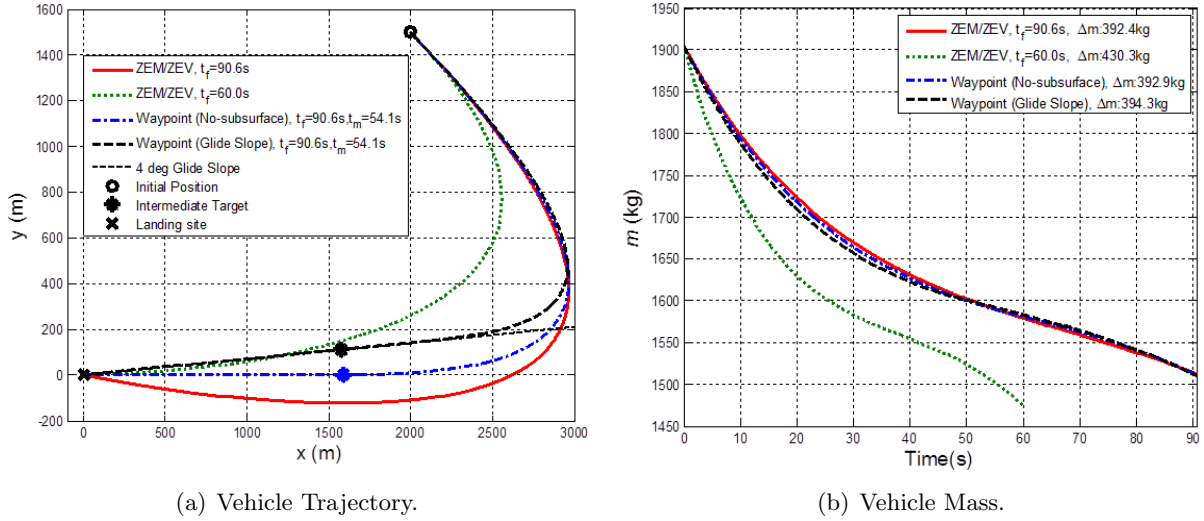 1600
1400
1200
1000
800
600
400
200
0
-200
y (m)
0
500
1000
1500
2000
2500
3000
x (m)
ZEM/ZEV, tf=90.6s
ZEM/ZEV, tf=60.0s
Waypoint (No-subsurface), tf=90.6s,tm=54.1s
Waypoint (Glide Slope), tf=90.6s,tm=54.1s
4 deg Glide Slope
Initial Position
Intermediate Target
Landing site
(a) Vehicle Trajectory.
1950
1900
1850
1800
1750
1700
1650
1600
1550
1500
1450
m (kg)
0
10
20
30
40
50
60
70
80
90
Time(s)
ZEM/ZEV, tf=90.6s, Δm:392.4kg
ZEM/ZEV, tf=60.0s, Δm:430.3kg
Waypoint (No-subsurface), Δm:392.9kg
Waypoint (Glide Slope), Δm:394.3kg
(b) Vehicle Mass.